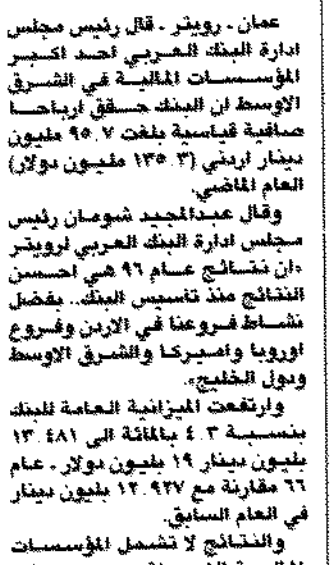 عمان ـ رويتر ـ قال رئيس مجلس
ادارة البنك العربي احد اكبر
المؤسسات المالية في الشرق
الاوسط ان البنك حقق ارباحا
صافية قياسية بلغت ٩٥.٧ مليون
دينار اردني (١٣٥.٣ مليون دولار)
العام الماضي.
وقال عبدالمجيد شومان رئيس
مجلس ادارة البنك العربي لرويتر
«ان نتائج عام ٩٦ هي احسن
النتائج منذ تاسيس البنك.. بفضل
نشاط فروعنا في الاردن وفروع
اوروبا واميركا والشرق الاوسط
ودول الخليج».
وارتفعت الميزانية العامة للبنك
بنسبة ٤.٣ بالمائة الى ١٣.٤٨١
بليون دينار ١٩ بليون دولار ـ عام
٦٦ مقارنة مع ١٢.٩٢٧ بليون دينار
في العام السابق.
والنتائج لا تشمل المؤسسات